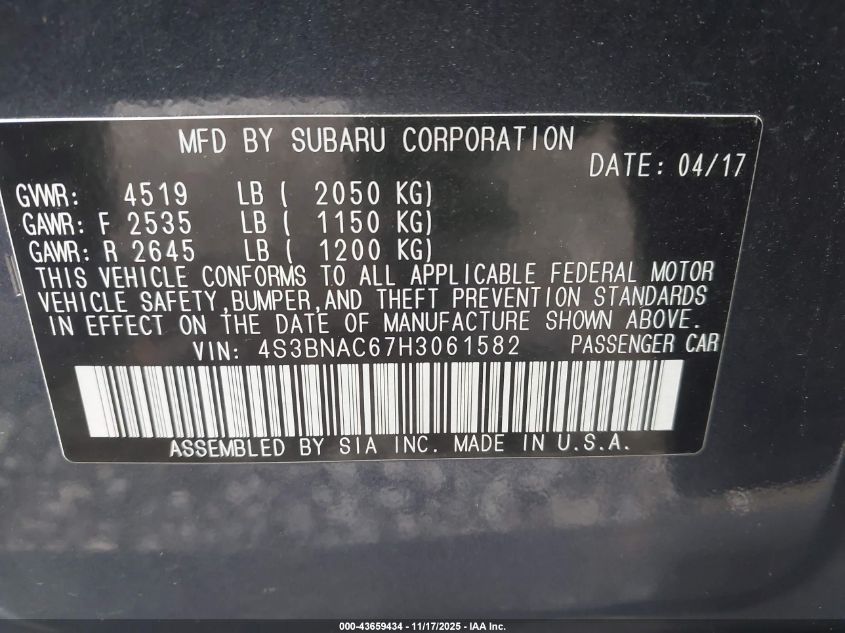 MFD BY SUBARU CORPORATION
DATE: 04/17
GVWR: 4519 LB ( 2050 KG)
GAWR: F 2535 LB ( 1150 KG)
GAWR: R 2645 LB ( 1200 KG)
THIS VEHICLE CONFORMS TO ALL APPLICABLE FEDERAL MOTOR
VEHICLE SAFETY,BUMPER,AND THEFT PREVENTION STANDARDS
IN EFFECT ON THE DATE OF MANUFACTURE SHOWN ABOVE.
VIN: 4S3BNAC67H3061582 PASSENGER CAR
ASSEMBLED BY SIA INC. MADE IN U.S.A.
000-43659434 - 11/17/2025 - IAA Inc.